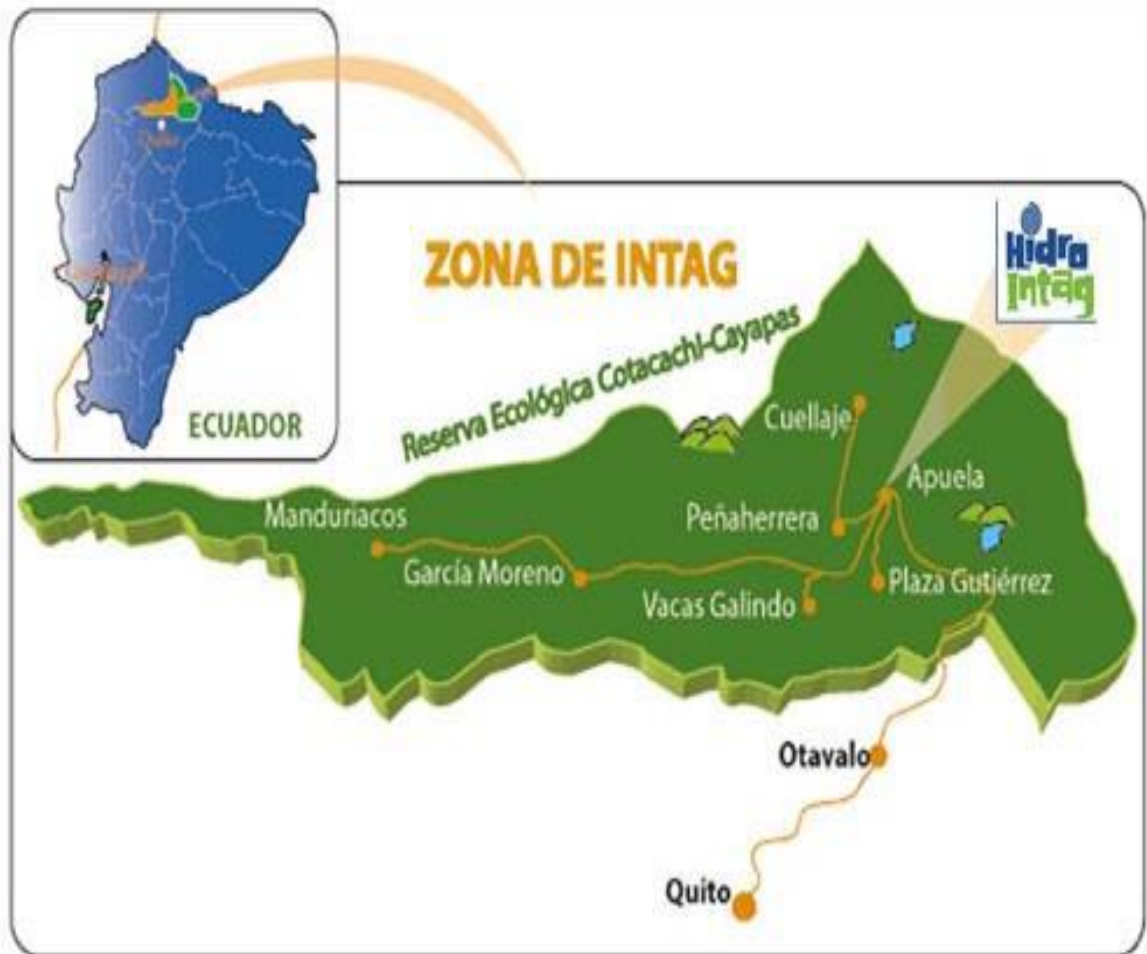 ECUADOR
ZONA DE INTAG
Hidro
Intag
Reserva Ecológica Cotacachi-Cayapas
Cuellaje
Apuela
Manduriacos
Peñaherrera
García Moreno
Plaza Gutiérrez
Vacas Galindo
Otavalo
Quito